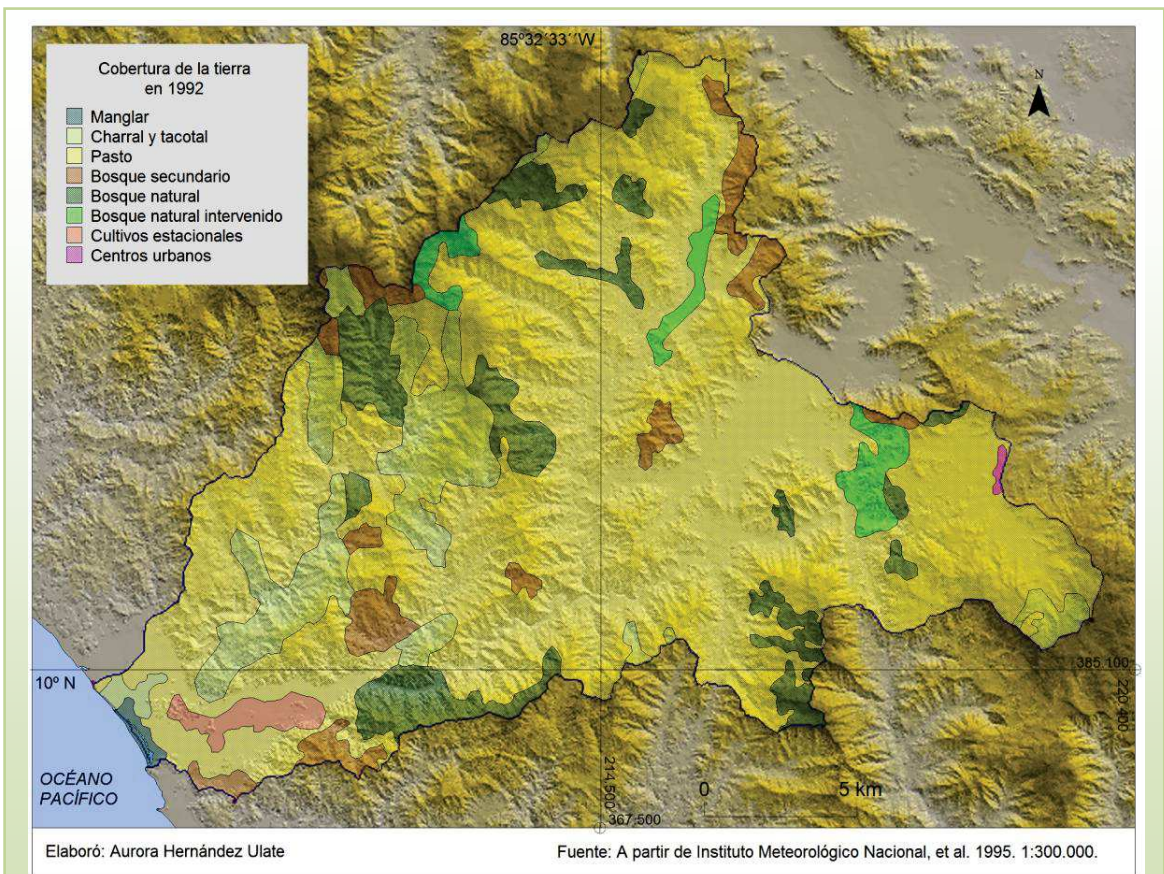 85º32´33´´W
Cobertura de la tierra
en 1992
Manglar
Charral y tacotal
Pasto
Bosque secundario
Bosque natural
Bosque natural intervenido
Cultivos estacionales
Centros urbanos
N
10º N
385.100
220.400
OCÉANO
PACÍFICO
214.500
367.500
0
5 km
Elaboró: Aurora Hernández Ulate
Fuente: A partir de Instituto Meteorológico Nacional, et al. 1995. 1:300.000.